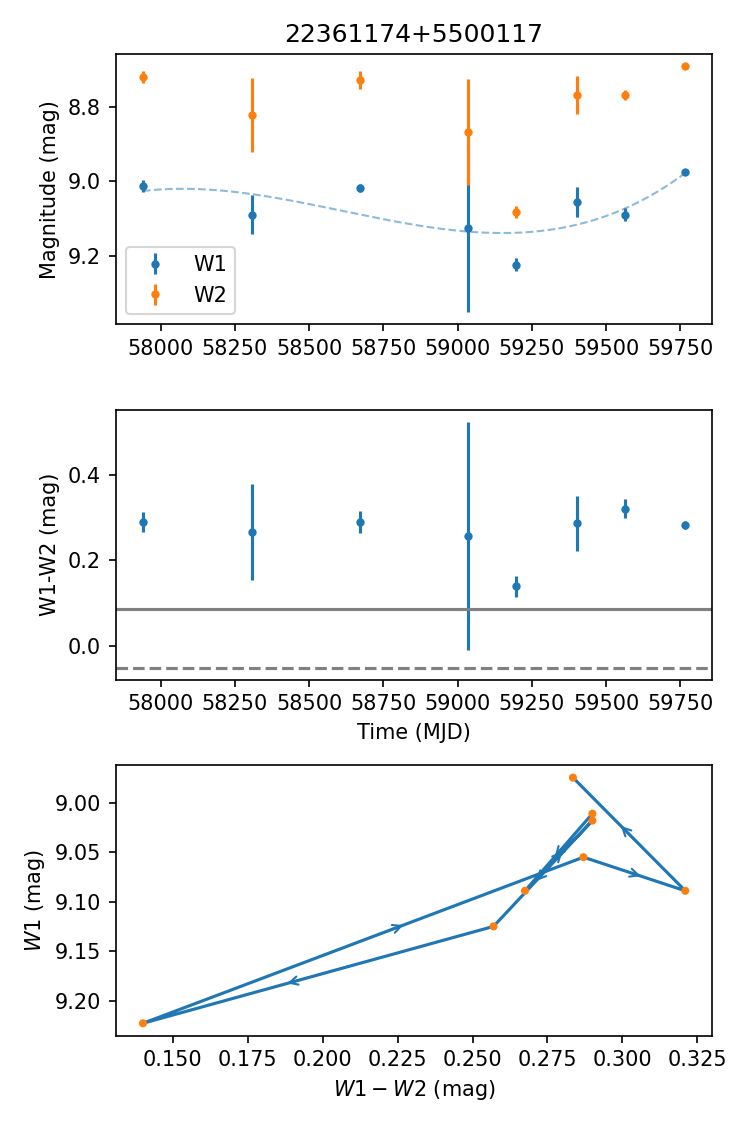 22361174+5500117
Magnitude (mag)
8.8
9.0
9.2
W1
W2
58000 58250 58500 58750 59000 59250 59500 59750
W1-W2 (mag)
0.4
0.2
0.0
58000 58250 58500 58750 59000 59250 59500 59750
Time (MJD)
W1 (mag)
9.00
9.05
9.10
9.15
9.20
0.150 0.175 0.200 0.225 0.250 0.275 0.300 0.325
W1 − W2 (mag)